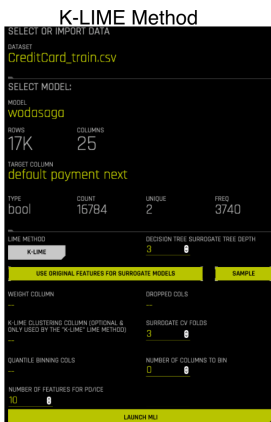 K-LIME Method
SELECT OR IMPORT DATA
DATASET
CreditCard_train.csv
...
SELECT MODEL:
MODEL
wodasaga
ROWS COLUMNS
17K 25
TARGET COLUMN
default payment next
TYPE COUNT UNIQUE FREQ
bool 16784 2 3740
...
LIME METHOD DECISION TREE SURROGATE TREE DEPTH
K-LIME 3
USE ORIGINAL FEATURES FOR SURROGATE MODELS SAMPLE
WEIGHT COLUMN DROPPED COLS
— —
K-LIME CLUSTERING COLUMN (OPTIONAL & SURROGATE CV FOLDS
ONLY USED BY THE "K-LIME" LIME METHOD) 3
—
QUANTILE BINNING COLS NUMBER OF COLUMNS TO BIN
— 0
NUMBER OF FEATURES FOR PD/ICE
10
LAUNCH MLI